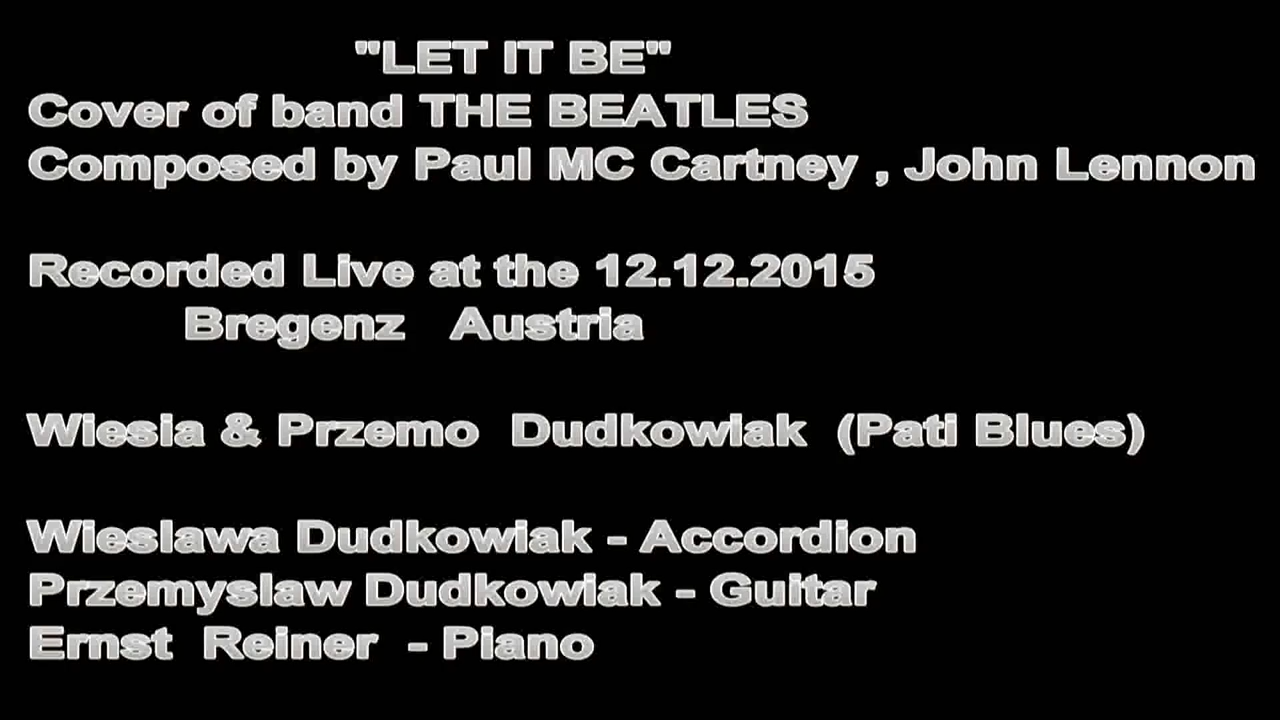 "LET IT BE"
Cover of band THE BEATLES
Composed by Paul MC Cartney , John Lennon
Recorded Live at the 12.12.2015
Bregenz Austria
Wiesia & Przemo Dudkowiak (Pati Blues)
Wieslawa Dudkowiak - Accordion
Przemyslaw Dudkowiak - Guitar
Ernst Reiner - Piano